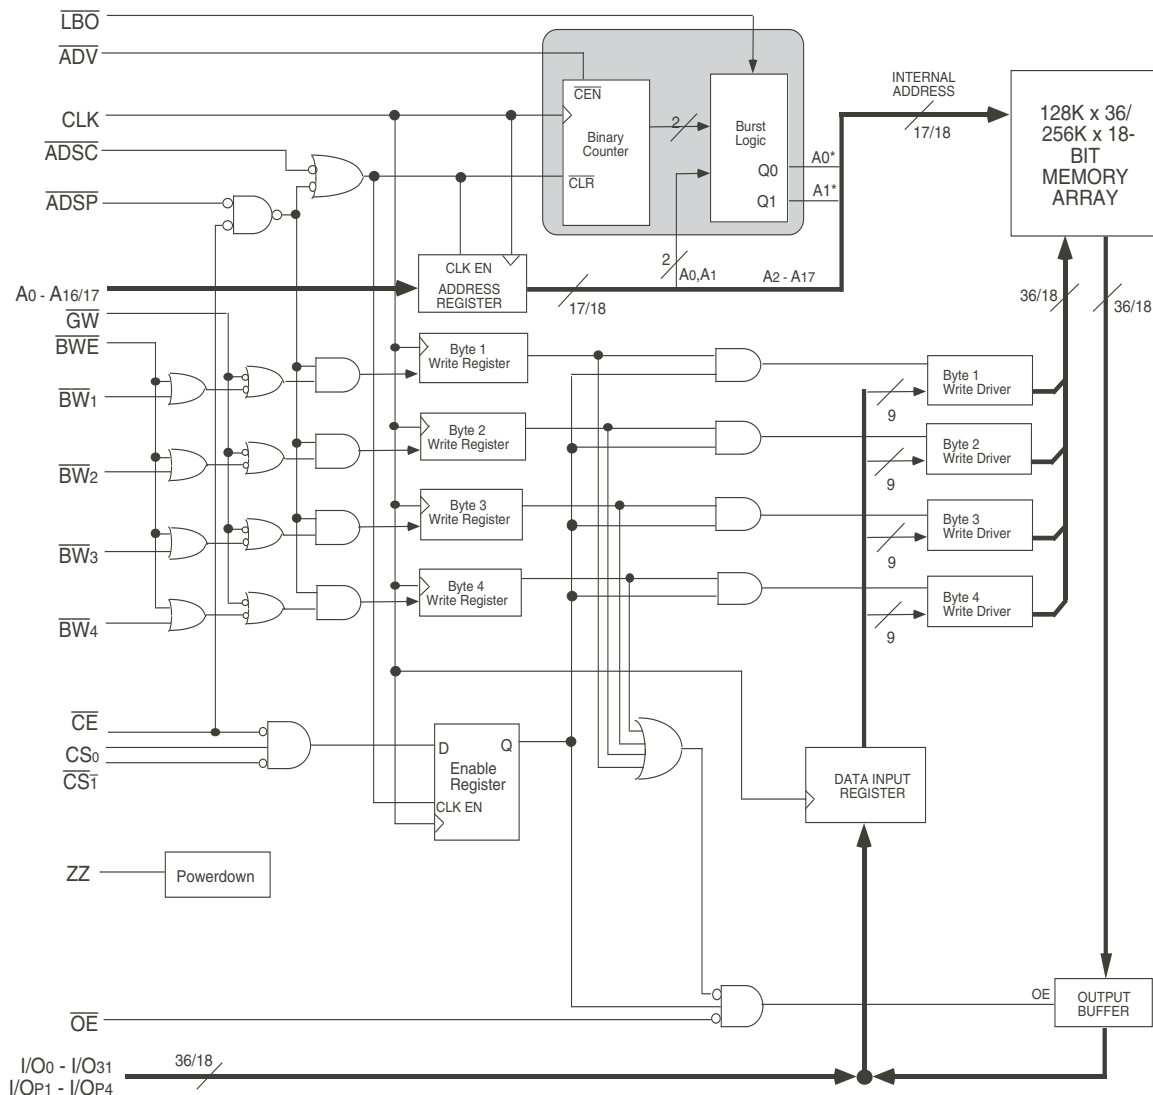 LBO
ADV
CLK
ADSC
ADSP
A0 - A16/17
GW
BWE
BW1
BW2
BW3
BW4
CE
CS0
CS1
ZZ
Powerdown
OE
I/O0 - I/O31
I/OP1 - I/OP4
36/18
CEN
Binary
Counter
CLR
2
Burst
Logic
Q0
Q1
A0*
A1*
INTERNAL
ADDRESS
17/18
128K x 36/
256K x 18-
BIT
MEMORY
ARRAY
CLK EN
ADDRESS
REGISTER
17/18
2
A0,A1
A2 - A17
36/18
36/18
Byte 1
Write Register
Byte 2
Write Register
Byte 3
Write Register
Byte 4
Write Register
9
Byte 1
Write Driver
9
Byte 2
Write Driver
9
Byte 3
Write Driver
9
Byte 4
Write Driver
D
Q
Enable
Register
CLK EN
DATA INPUT
REGISTER
OE
OUTPUT
BUFFER